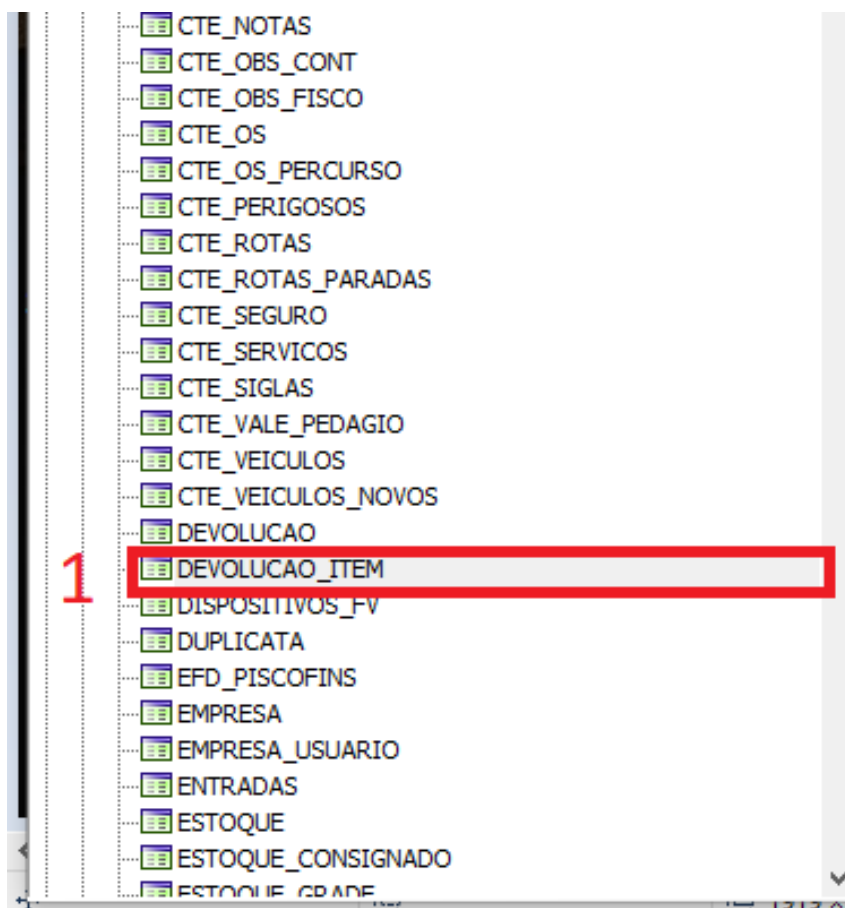 CTE_NOTAS
CTE_OBS_CONT
CTE_OBS_FISCO
CTE_OS
CTE_OS_PERCURSO
CTE_PERIGOSOS
CTE_ROTAS
CTE_ROTAS_PARADAS
CTE_SEGURO
CTE_SERVICOS
CTE_SIGLAS
CTE_VALE_PEDAGIO
CTE_VEICULOS
CTE_VEICULOS_NOVOS
DEVOLUCAO
1 DEVOLUCAO_ITEM
DISPOSITIVOS_FV
DUPLICATA
EFD_PISCOFINS
EMPRESA
EMPRESA_USUARIO
ENTRADAS
ESTOQUE
ESTOQUE_CONSIGNADO
ESTOQUE_GRADE